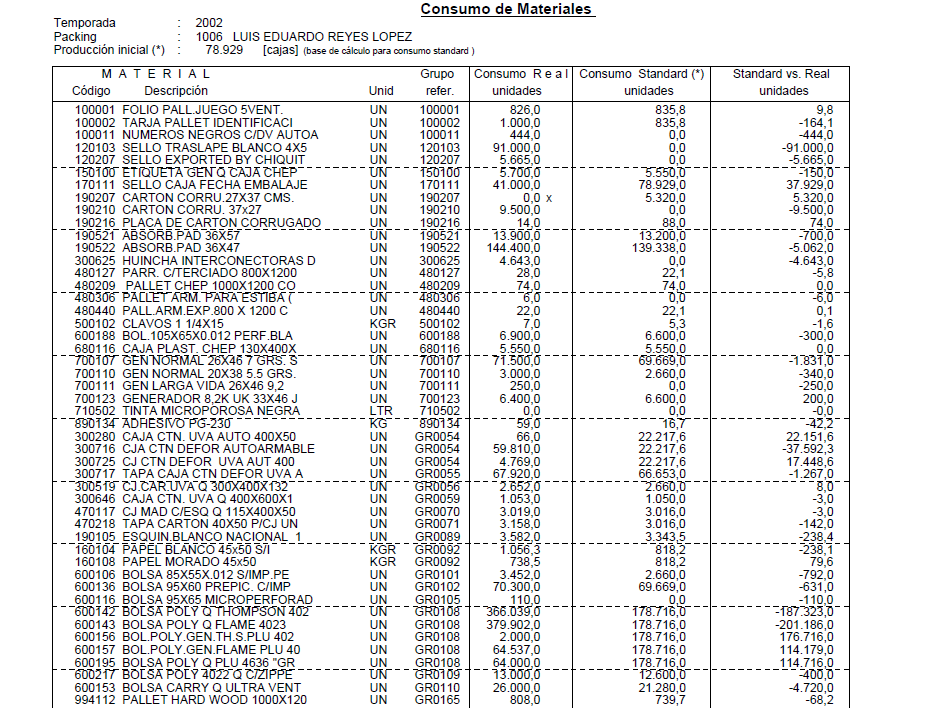 Consumo de Materiales
Temporada : 2002
Packing : 1006 LUIS EDUARDO REYES LOPEZ
Producción inicial (*) : 78.929 [cajas] (base de cálculo para consumo standard )
M A T E R I A L Grupo Consumo R e a l Consumo Standard (*) Standard vs. Real
Código Descripción Unid refer. unidades unidades unidades
100001 FOLIO PALL.JUEGO 5VENT. UN 100001 826,0 835,8 9,8
100002 TARJA PALLET IDENTIFICACI UN 100002 1.000,0 835,8 -164,1
100011 NUMEROS NEGROS C/DV AUTOA UN 100011 444,0 0,0 -444,0
120103 SELLO TRASLAPE BLANCO 4X5 UN 120103 91.000,0 0,0 -91.000,0
120207 SELLO EXPORTED BY CHIQUIT UN 120207 5.665,0 0,0 -5.665,0
150100 ETIQUETA GEN Q CAJA CHEP UN 150100 5.700,0 5.550,0 -150,0
170111 SELLO CAJA FECHA EMBALAJE UN 170111 41.000,0 78.929,0 37.929,0
190207 CARTON CORRU.27X37 CMS. UN 190207 0,0 x 5.320,0 5.320,0
190210 CARTON CORRU. 37x27 UN 190210 9.500,0 0,0 -9.500,0
190216 PLACA DE CARTON CORRUGADO UN 190216 14,0 88,0 74,0
190521 ABSORB.PAD 36X57 UN 190521 13.900,0 13.200,0 -700,0
190522 ABSORB.PAD 36X47 UN 190522 144.400,0 139.338,0 -5.062,0
300625 HUINCHA INTERCONECTORAS D UN 300625 4.643,0 0,0 -4.643,0
480127 PARR. C/TERCIADO 800X1200 UN 480127 28,0 22,1 -5,8
480209 PALLET CHEP 1000X1200 CO UN 480209 74,0 74,0 0,0
480306 PALLET ARM. PARA ESTIBA ( UN 480306 6,0 0,0 -6,0
480440 PALL.ARM.EXP.800 X 1200 C UN 480440 22,0 22,1 0,1
500102 CLAVOS 1 1/4X15 KGR 500102 7,0 5,3 -1,6
600188 BOL.105X65X0.012 PERF.BLA UN 600188 6.900,0 6.600,0 -300,0
680116 CAJA PLAST. CHEP 130X400X UN 680116 5.550,0 5.550,0 0,0
700107 GEN NORMAL 26X46 7 GRS. S UN 700107 71.500,0 69.669,0 -1.831,0
700110 GEN NORMAL 20X38 5.5 GRS. UN 700110 3.000,0 2.660,0 -340,0
700111 GEN LARGA VIDA 26X46 9,2 UN 700111 250,0 0,0 -250,0
700123 GENERADOR 8,2K UK 33X46 J UN 700123 6.400,0 6.600,0 200,0
710502 TINTA MICROPOROSA NEGRA LTR 710502 0,0 0,0 -0,0
890134 ADHESIVO PG-230 KG 890134 59,0 16,7 -42,2
300280 CAJA CTN. UVA AUTO 400X50 UN GR0054 66,0 22.217,6 22.151,6
300716 CJA CTN DEFOR AUTOARMABLE UN GR0054 59.810,0 22.217,6 -37.592,3
300725 CJ CTN DEFOR UVA AUT 400 UN GR0054 4.769,0 22.217,6 17.448,6
300717 TAPA CAJA CTN DEFOR UVA A UN GR0055 67.920,0 66.653,0 -1.267,0
300519 CJ.CAR.UVA Q 300X400X132 UN GR0056 2.652,0 2.660,0 8,0
300646 CAJA CTN. UVA Q 400X600X1 UN GR0059 1.053,0 1.050,0 -3,0
470117 CJ MAD C/ESQ Q 115X400X50 UN GR0070 3.019,0 3.016,0 -3,0
470218 TAPA CARTON 40X50 P/CJ UN UN GR0071 3.158,0 3.016,0 -142,0
190105 ESQUIN.BLANCO NACIONAL 1 UN GR0089 3.582,0 3.343,5 -238,4
160104 PAPEL BLANCO 45x50 S/I KGR GR0092 1.056,3 818,2 -238,1
160108 PAPEL MORADO 45x50 KGR GR0092 738,5 818,2 79,6
600106 BOLSA 85X55X.012 S/IMP.PE UN GR0101 3.452,0 2.660,0 -792,0
600136 BOLSA 95X60 PREPIC. C/IMP UN GR0102 70.300,0 69.669,0 -631,0
600116 BOLSA 95X65 MICROPERFORAD UN GR0105 110,0 0,0 -110,0
600142 BOLSA POLY Q THOMPSON 402 UN GR0108 366.039,0 178.716,0 -187.323,0
600143 BOLSA POLY Q FLAME 4023 UN GR0108 379.902,0 178.716,0 -201.186,0
600156 BOL.POLY.GEN.TH.S.PLU 402 UN GR0108 2.000,0 178.716,0 176.716,0
600157 BOL.POLY.GEN.FLAME PLU 40 UN GR0108 64.537,0 178.716,0 114.179,0
600195 BOLSA POLY Q PLU 4636 "GR UN GR0108 64.000,0 178.716,0 114.716,0
600217 BOLSA POLY 4022 Q C/ZIPPE UN GR0109 13.000,0 12.600,0 -400,0
600153 BOLSA CARRY Q ULTRA VENT UN GR0110 26.000,0 21.280,0 -4.720,0
994112 PALLET HARD WOOD 1000X120 UN GR0165 808,0 739,7 -68,2